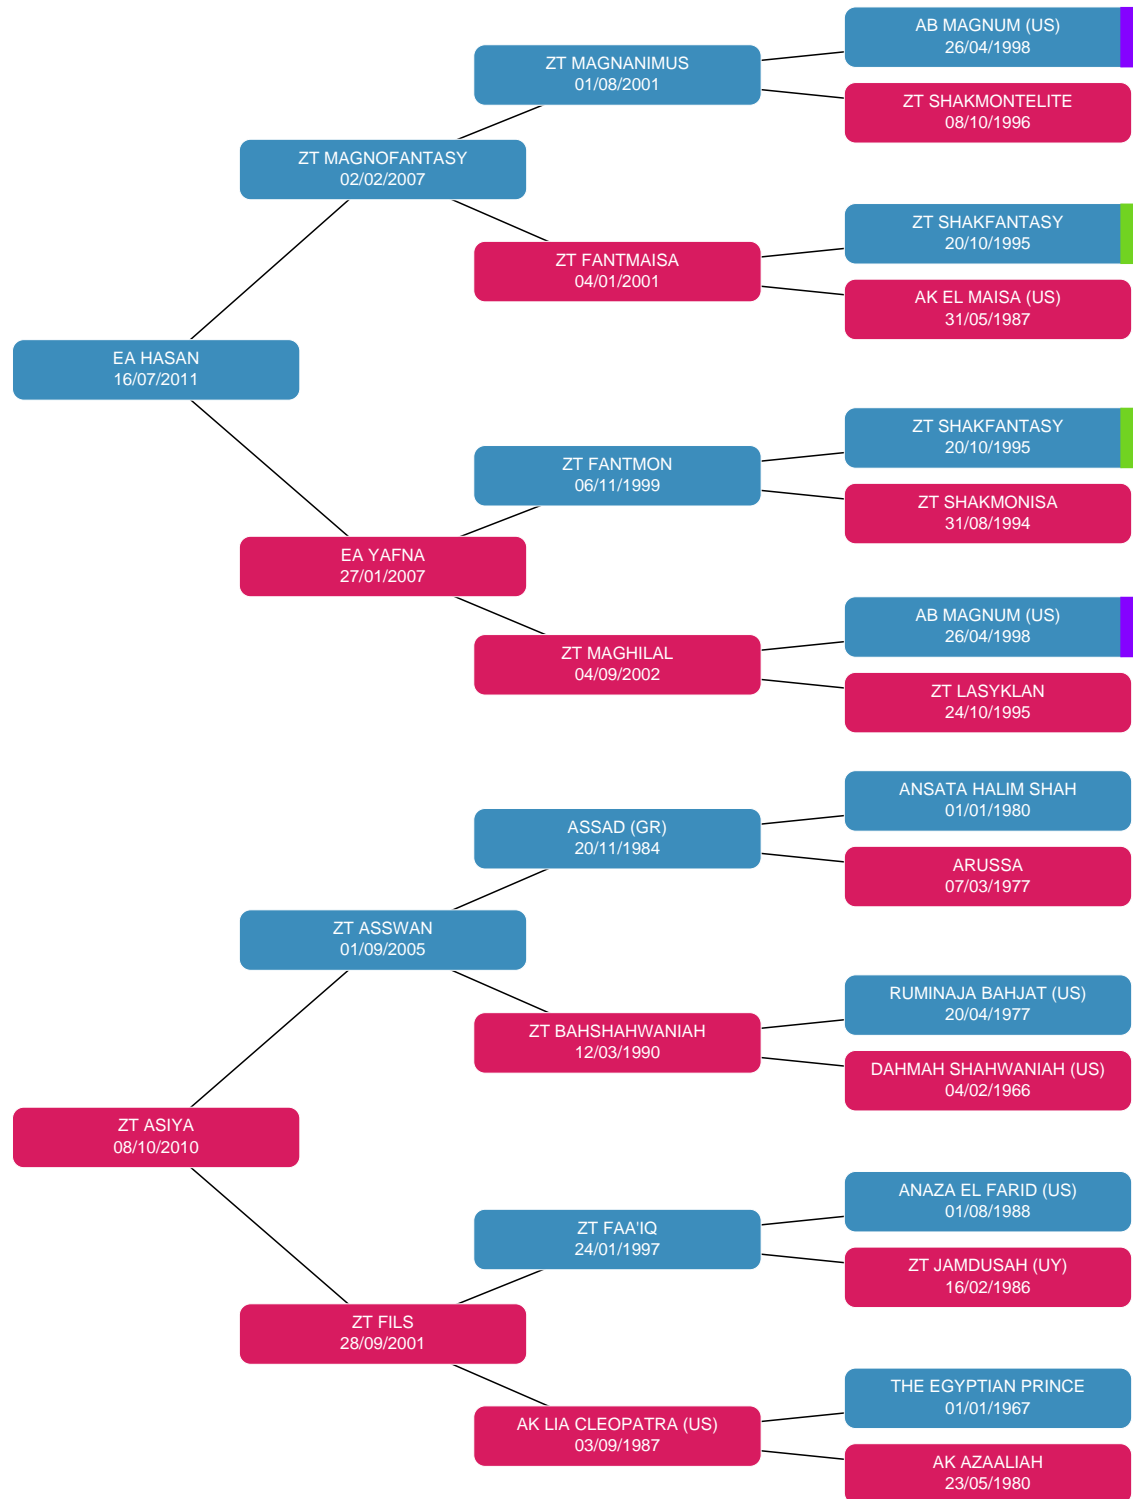 AB MAGNUM (US)
26/04/1998
ZT MAGNANIMUS
01/08/2001
ZT SHAKMONTELITE
08/10/1996
ZT MAGNOFANTASY
02/02/2007
ZT SHAKFANTASY
20/10/1995
ZT FANTMAISA
04/01/2001
AK EL MAISA (US)
31/05/1987
EA HASAN
16/07/2011
ZT SHAKFANTASY
20/10/1995
ZT FANTMON
06/11/1999
ZT SHAKMONISA
31/08/1994
EA YAFNA
27/01/2007
AB MAGNUM (US)
26/04/1998
ZT MAGHILAL
04/09/2002
ZT LASYKLAN
24/10/1995
ANSATA HALIM SHAH
01/01/1980
ASSAD (GR)
20/11/1984
ARUSSA
07/03/1977
ZT ASSWAN
01/09/2005
RUMINAJA BAHJAT (US)
20/04/1977
ZT BAHSHAHWANIAH
12/03/1990
DAHMAH SHAHWANIAH (US)
04/02/1966
ZT ASIYA
08/10/2010
ANAZA EL FARID (US)
01/08/1988
ZT FAA'IQ
24/01/1997
ZT JAMDUSAH (UY)
16/02/1986
ZT FILS
28/09/2001
THE EGYPTIAN PRINCE
01/01/1967
AK LIA CLEOPATRA (US)
03/09/1987
AK AZAALIAH
23/05/1980